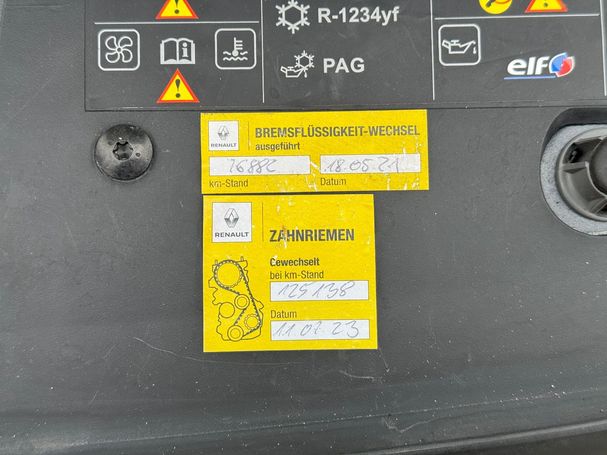 R-1234yf
PAG
elf
RENAULT
BREMSFLÜSSIGKEIT-WECHSEL
ausgeführt
76882 18.05.21
km-Stand Datum
RENAULT
ZAHNRIEMEN
Gewechselt
bei km-Stand
125138
Datum
11.07.23